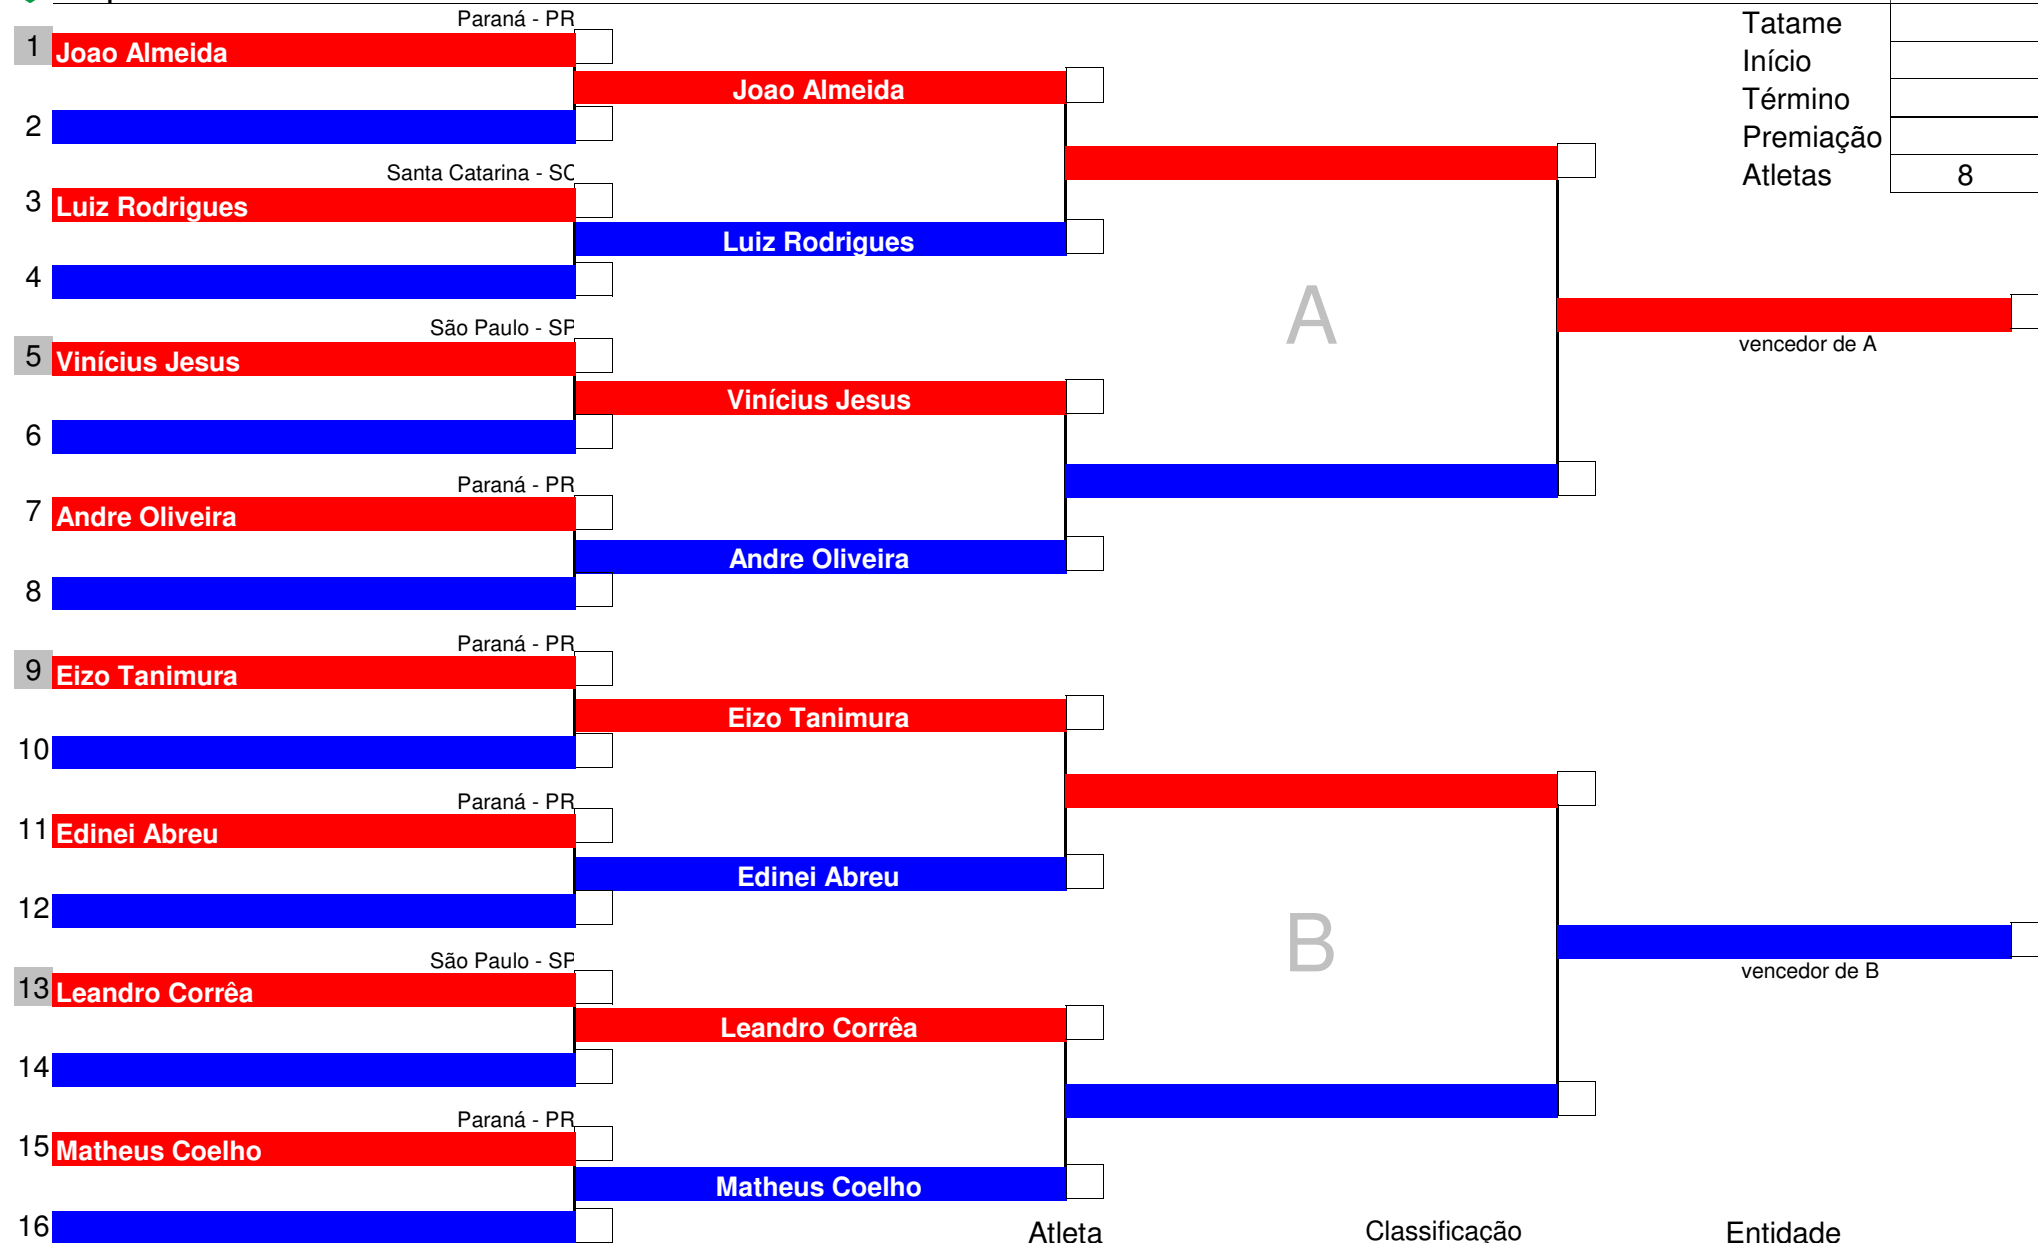 Paraná - PR
1 Joao Almeida
Joao Almeida
2
Santa Catarina - SC
3 Luiz Rodrigues
Luiz Rodrigues
4
São Paulo - SP
5 Vinícius Jesus
Vinícius Jesus
6
Paraná - PR
7 Andre Oliveira
Andre Oliveira
8
Paraná - PR
9 Eizo Tanimura
Eizo Tanimura
10
Paraná - PR
11 Edinei Abreu
Edinei Abreu
12
São Paulo - SP
13 Leandro Corrêa
Leandro Corrêa
14
Paraná - PR
15 Matheus Coelho
Matheus Coelho
16
A
B
vencedor de A
vencedor de B
Tatame
Início
Término
Premiação
Atletas 8
Atleta Classificação Entidade